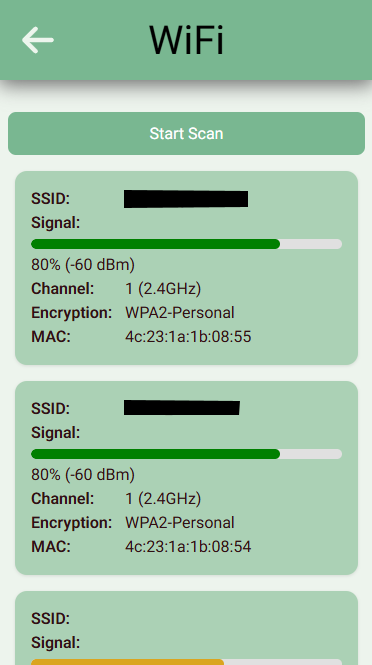 WiFi
Start Scan
SSID:
Signal:
80% (-60 dBm)
Channel: 1 (2.4GHz)
Encryption: WPA2-Personal
MAC: 4c:23:1a:1b:08:55
SSID:
Signal:
80% (-60 dBm)
Channel: 1 (2.4GHz)
Encryption: WPA2-Personal
MAC: 4c:23:1a:1b:08:54
SSID:
Signal: